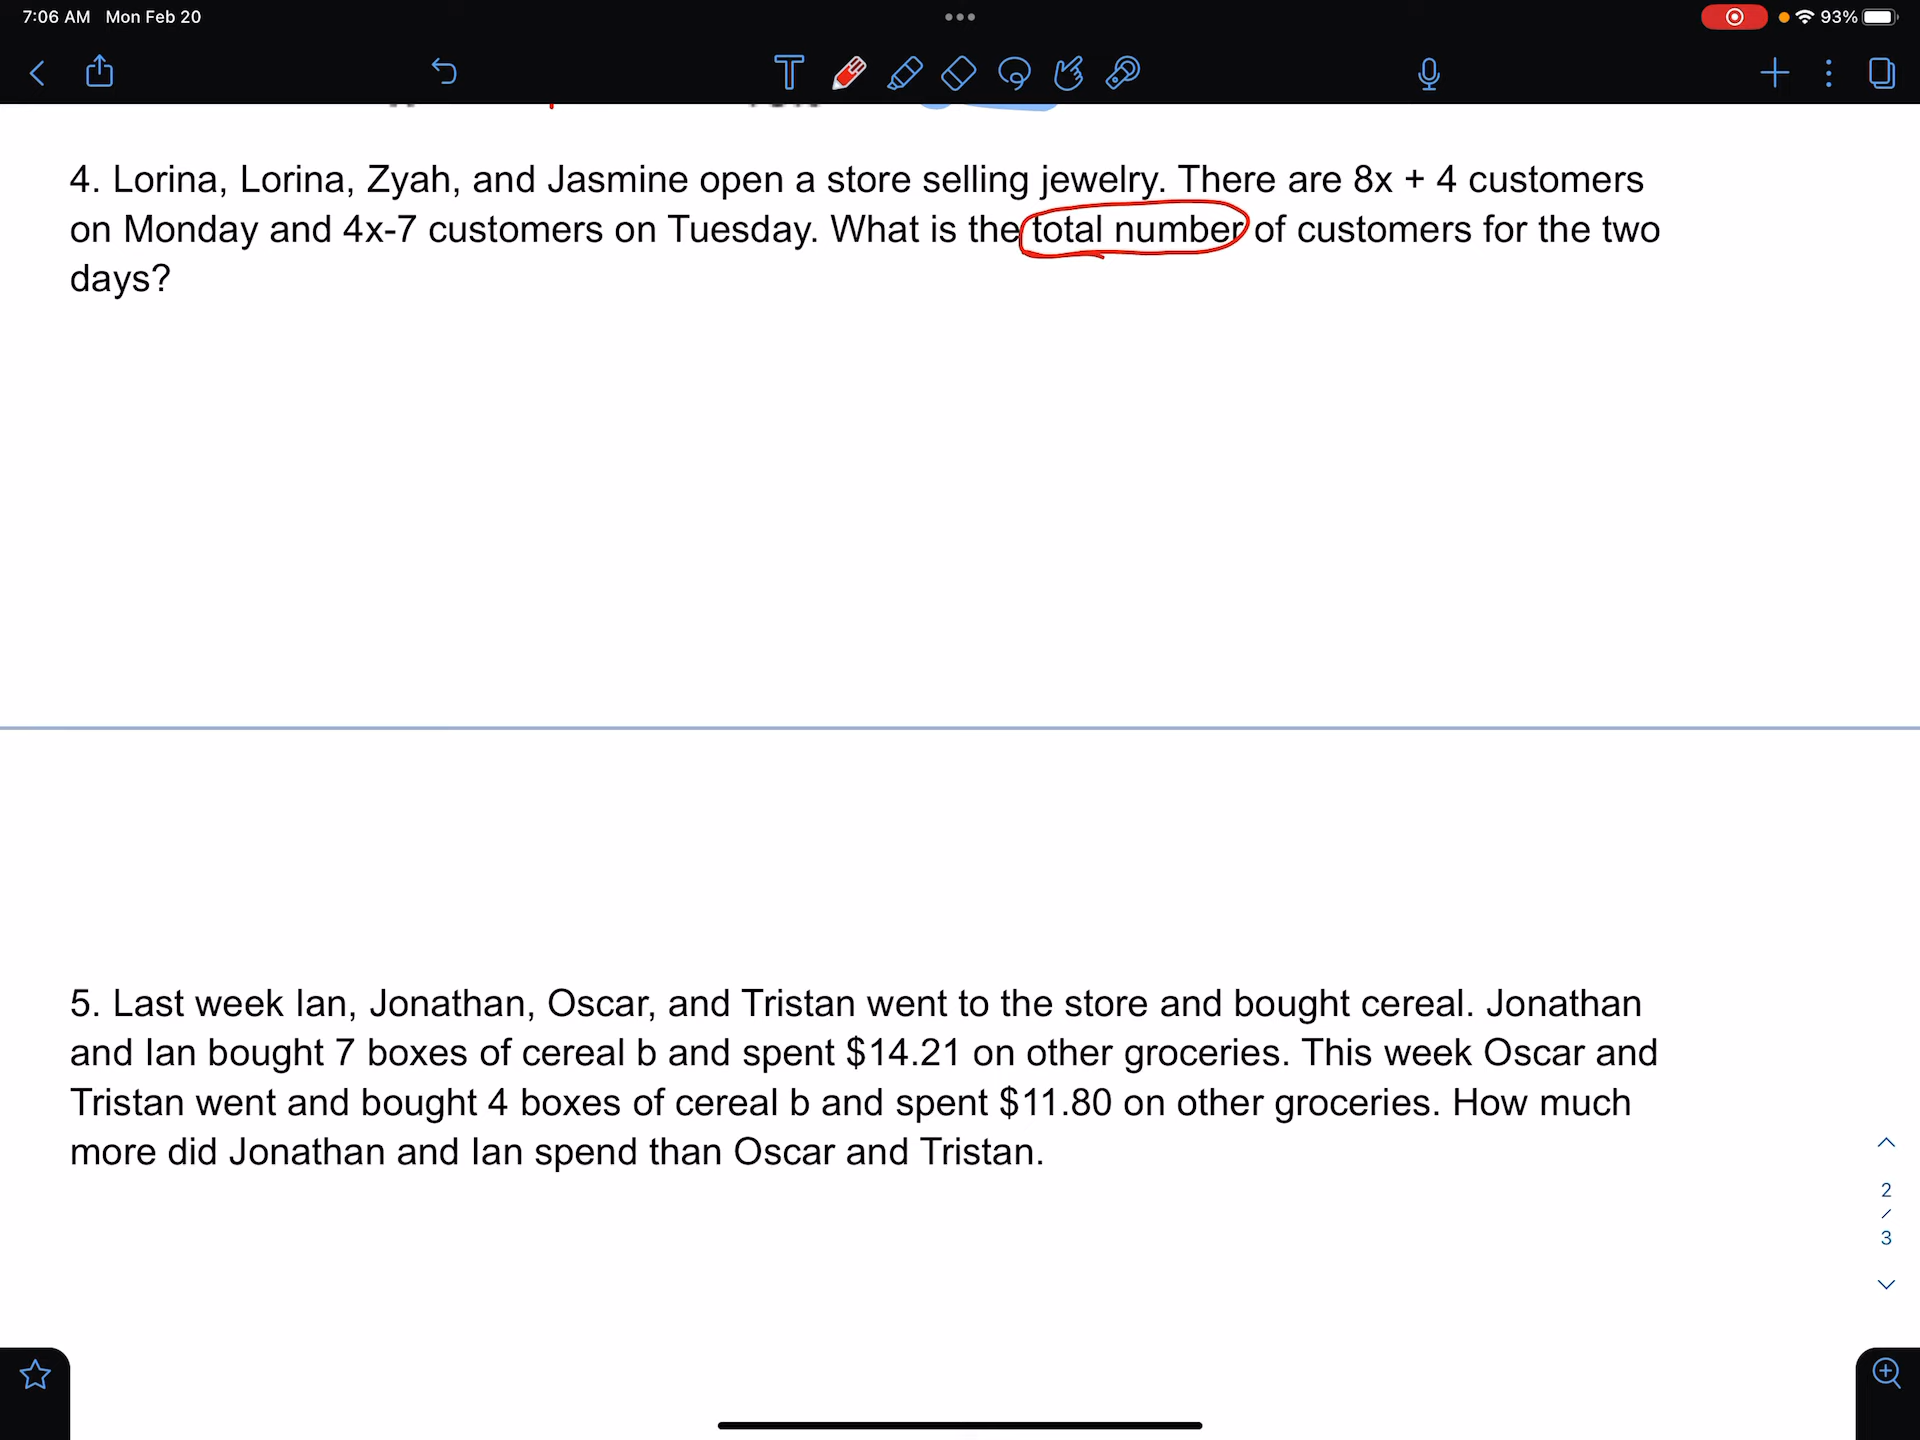 7:06 AM Mon Feb 20
93%
4. Lorina, Lorina, Zyah, and Jasmine open a store selling jewelry. There are 8x + 4 customers
on Monday and 4x-7 customers on Tuesday. What is the total number of customers for the two
days?
5. Last week Ian, Jonathan, Oscar, and Tristan went to the store and bought cereal. Jonathan
and Ian bought 7 boxes of cereal b and spent $14.21 on other groceries. This week Oscar and
Tristan went and bought 4 boxes of cereal b and spent $11.80 on other groceries. How much
more did Jonathan and Ian spend than Oscar and Tristan.
2
/
3